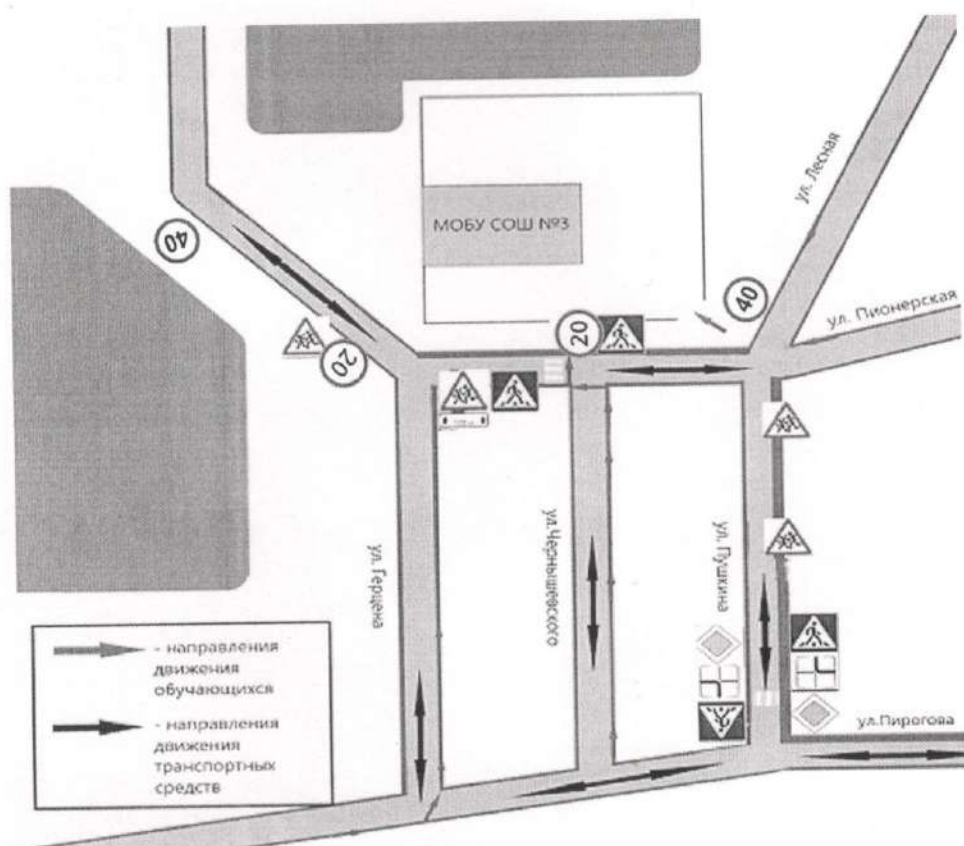 ул. Лесная
МОБУ СОШ №3
40
40
ул. Пионерская
20
20
ул. Герцена
ул.Чернышевского
ул. Пушкина
- направления
движения
обучающихся
- направления
движения
транспортных
средств
ул.Пирогова